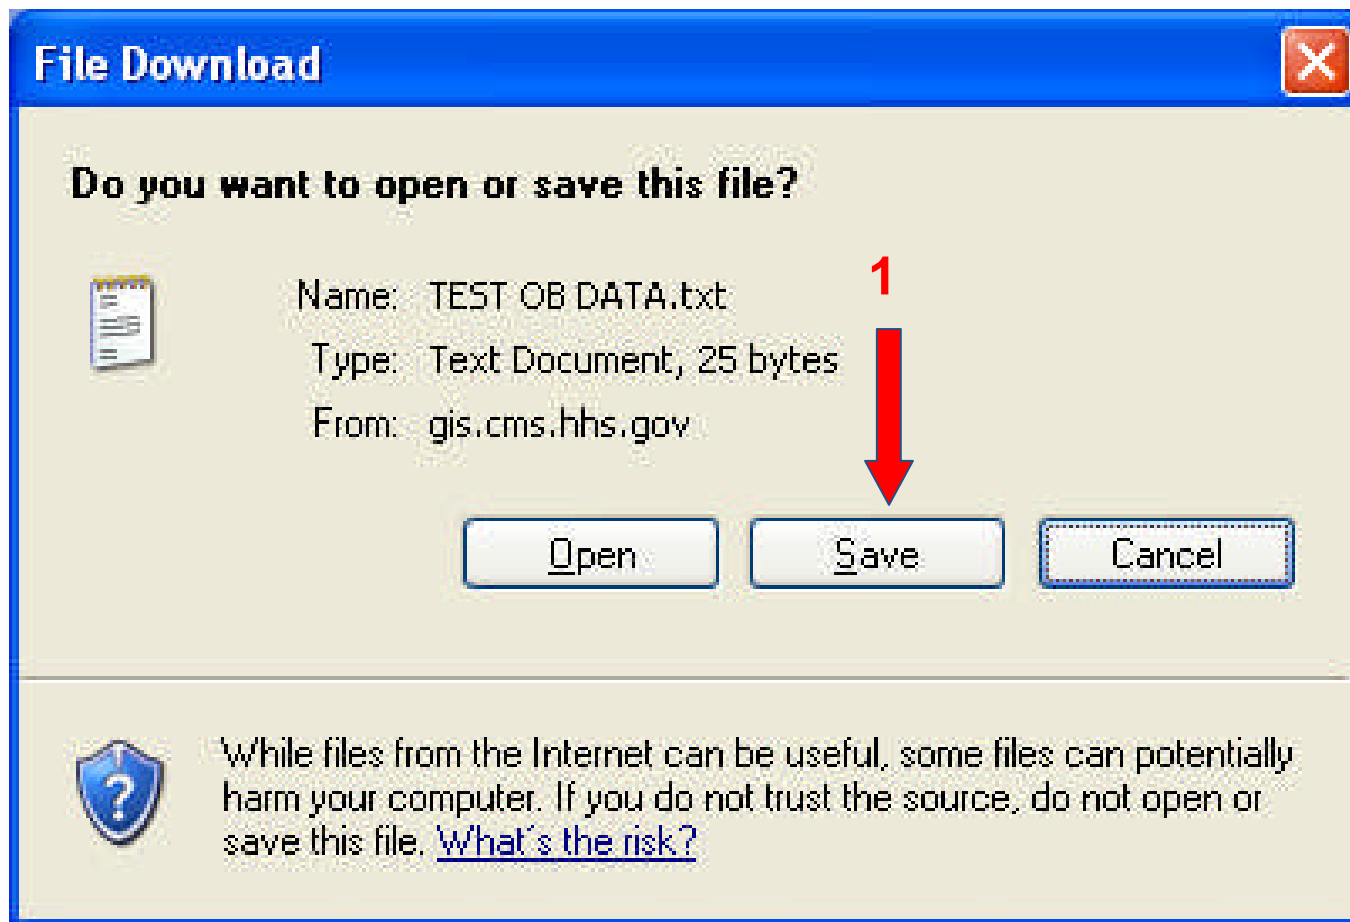 File Download
Do you want to open or save this file?
1
Name: TEST OB DATA.txt
Type: Text Document, 25 bytes
From: gis.cms.hhs.gov
Open Save Cancel
While files from the Internet can be useful, some files can potentially
harm your computer. If you do not trust the source, do not open or
save this file. What's the risk?